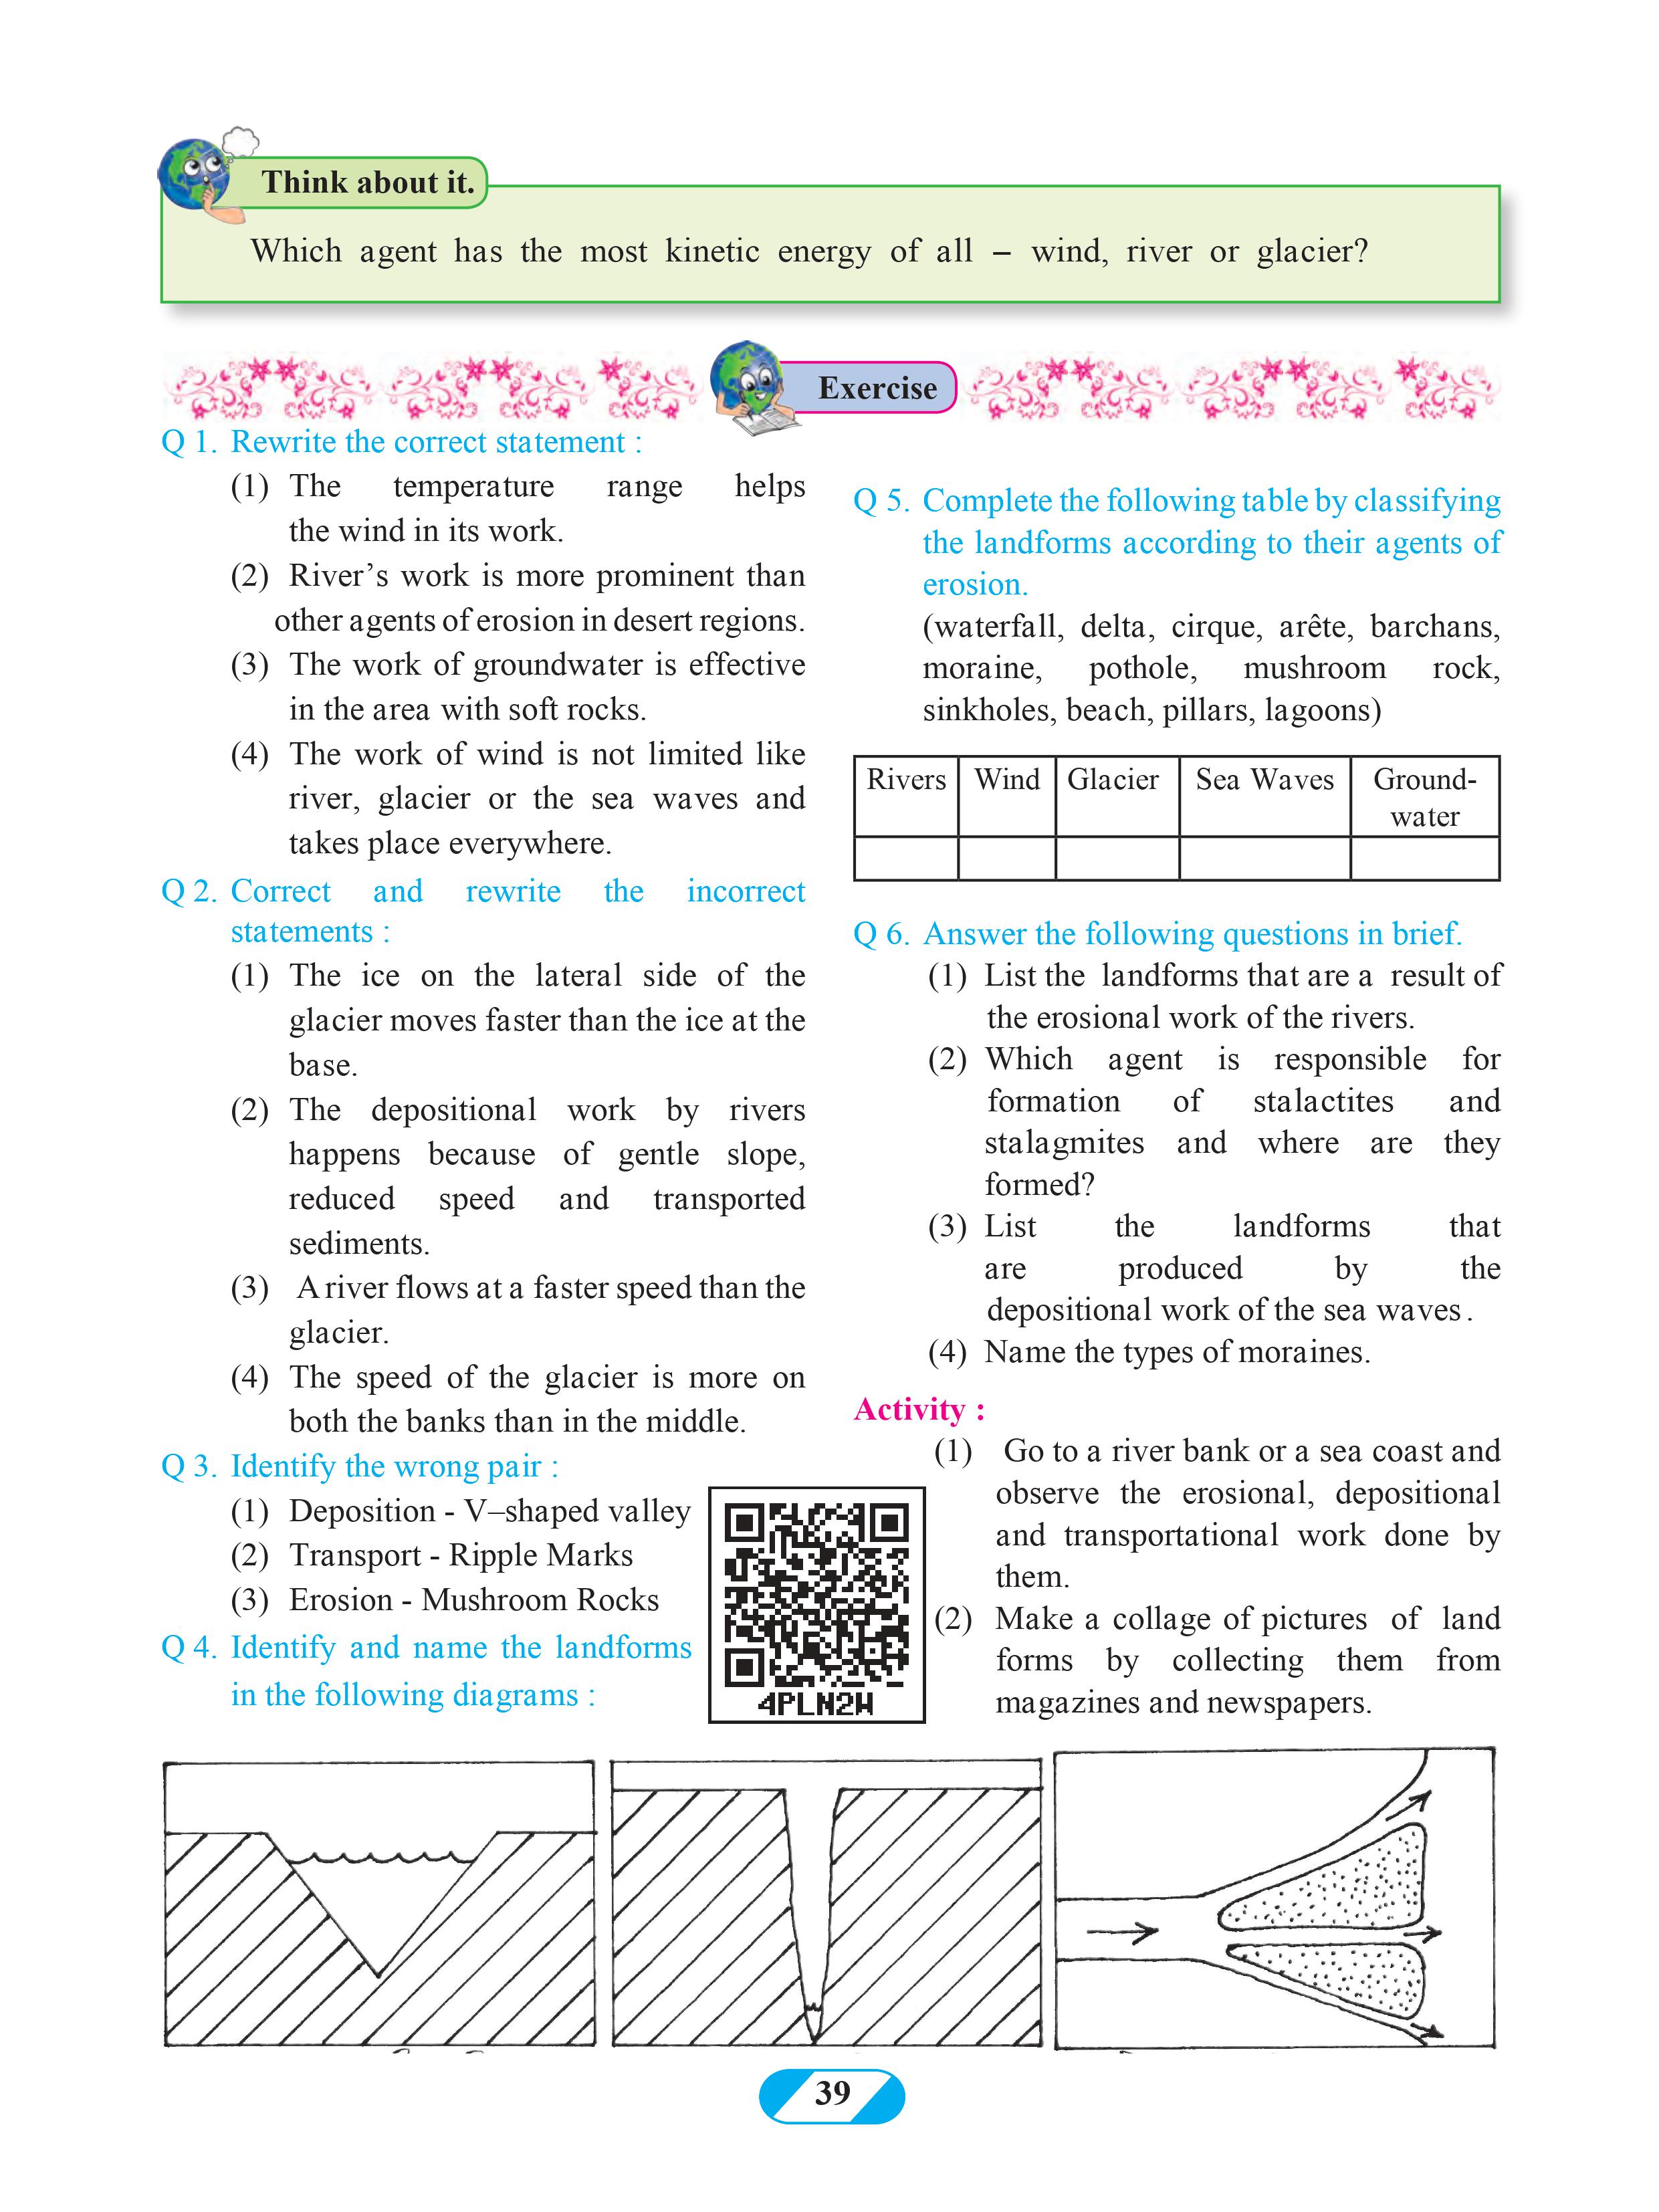 Think about it.
Which agent has the most kinetic energy of all – wind, river or glacier?
Exercise
Q 1. Rewrite the correct statement :
(1) The temperature range helps
the wind in its work.
(2) River’s work is more prominent than
other agents of erosion in desert regions.
(3) The work of groundwater is effective
in the area with soft rocks.
(4) The work of wind is not limited like
river, glacier or the sea waves and
takes place everywhere.
Q 2. Correct and rewrite the incorrect
statements :
(1) The ice on the lateral side of the
glacier moves faster than the ice at the
base.
(2) The depositional work by rivers
happens because of gentle slope,
reduced speed and transported
sediments.
(3) A river flows at a faster speed than the
glacier.
(4) The speed of the glacier is more on
both the banks than in the middle.
Q 3. Identify the wrong pair :
(1) Deposition - V–shaped valley
(2) Transport - Ripple Marks
(3) Erosion - Mushroom Rocks
Q 4. Identify and name the landforms
in the following diagrams :
4PLN2W
Q 5. Complete the following table by classifying
the landforms according to their agents of
erosion.
(waterfall, delta, cirque, arête, barchans,
moraine, pothole, mushroom rock,
sinkholes, beach, pillars, lagoons)
Rivers Wind Glacier Sea Waves Ground-
water
Q 6. Answer the following questions in brief.
(1) List the landforms that are a result of
the erosional work of the rivers.
(2) Which agent is responsible for
formation of stalactites and
stalagmites and where are they
formed?
(3) List the landforms that
are produced by the
depositional work of the sea waves.
(4) Name the types of moraines.
Activity :
(1) Go to a river bank or a sea coast and
observe the erosional, depositional
and transportational work done by
them.
(2) Make a collage of pictures of land
forms by collecting them from
magazines and newspapers.
39